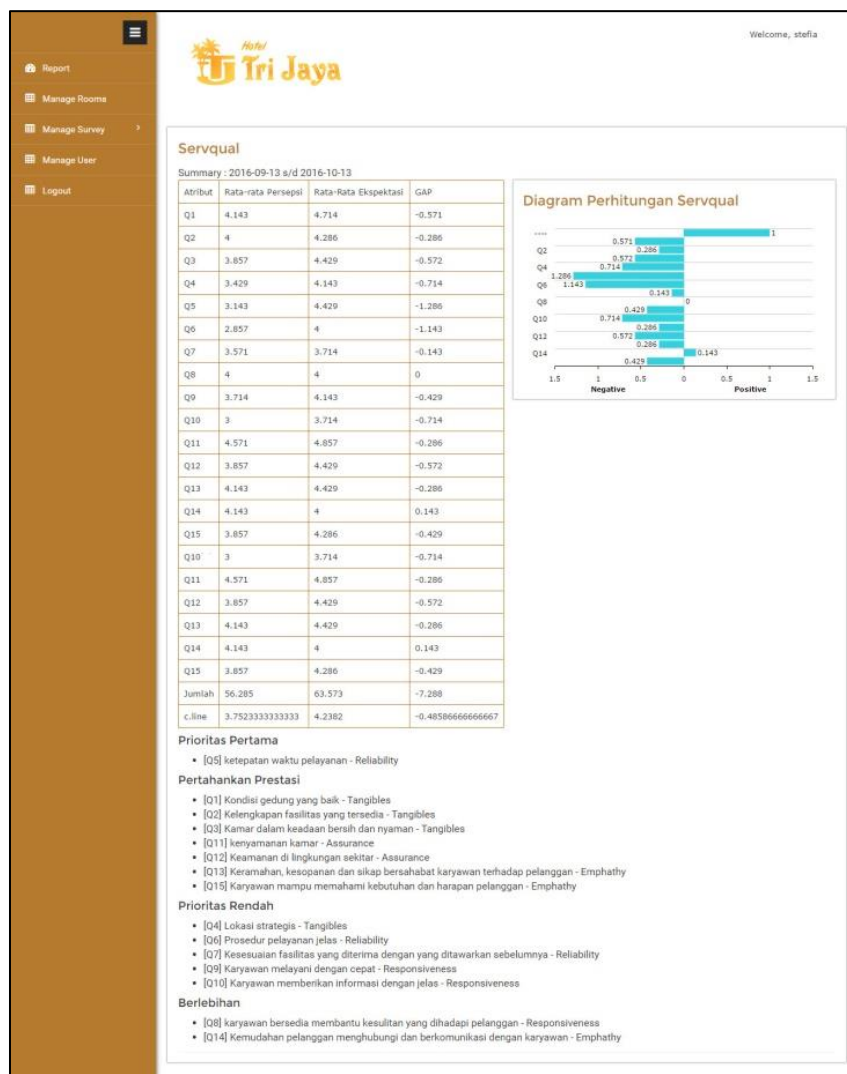 Welcome, stefia
Hotel
Tri Jaya
Report
Manage Rooms
Manage Survey
Manage User
Logout
Servqual
Summary : 2016-09-13 s/d 2016-10-13
Atribut Rata-rata Persepsi Rata-Rata Ekspektasi GAP
Q1 4.143 4.714 -0.571
Q2 4 4.286 -0.286
Q3 3.857 4.429 -0.572
Q4 3.429 4.143 -0.714
Q5 3.143 4.429 -1.286
Q6 2.857 4 -1.143
Q7 3.571 3.714 -0.143
Q8 4 4 0
Q9 3.714 4.143 -0.429
Q10 3 3.714 -0.714
Q11 4.571 4.857 -0.286
Q12 3.857 4.429 -0.572
Q13 4.143 4.429 -0.286
Q14 4.143 4 0.143
Q15 3.857 4.286 -0.429
Q10 3 3.714 -0.714
Q11 4.571 4.857 -0.286
Q12 3.857 4.429 -0.572
Q13 4.143 4.429 -0.286
Q14 4.143 4 0.143
Q15 3.857 4.286 -0.429
Jumlah 56.285 63.573 -7.288
c.line 3.7523333333333 4.2382 -0.48586666666667
Diagram Perhitungan Servqual
---- 1
0.571
Q2 0.286
0.572
Q4 0.714
1.286
Q6 1.143
0.143
Q8 0
0.429
Q10 0.714
0.286
Q12 0.572
0.286
Q14 0.143
0.429
1.5 1 0.5 0 0.5 1 1.5
Negative Positive
Prioritas Pertama
• [Q5] ketepatan waktu pelayanan - Reliability
Pertahankan Prestasi
• [Q1] Kondisi gedung yang baik - Tangibles
• [Q2] Kelengkapan fasilitas yang tersedia - Tangibles
• [Q3] Kamar dalam keadaan bersih dan nyaman - Tangibles
• [Q11] kenyamanan kamar - Assurance
• [Q12] Keamanan di lingkungan sekitar - Assurance
• [Q13] Keramahan, kesopanan dan sikap bersahabat karyawan terhadap pelanggan - Emphathy
• [Q15] Karyawan mampu memahami kebutuhan dan harapan pelanggan - Emphathy
Prioritas Rendah
• [Q4] Lokasi strategis - Tangibles
• [Q6] Prosedur pelayanan jelas - Reliability
• [Q7] Kesesuaian fasilitas yang diterima dengan yang ditawarkan sebelumnya - Reliability
• [Q9] Karyawan melayani dengan cepat - Responsiveness
• [Q10] Karyawan memberikan informasi dengan jelas - Responsiveness
Berlebihan
• [Q8] karyawan bersedia membantu kesulitan yang dihadapi pelanggan - Responsiveness
• [Q14] Kemudahan pelanggan menghubungi dan berkomunikasi dengan karyawan - Emphathy